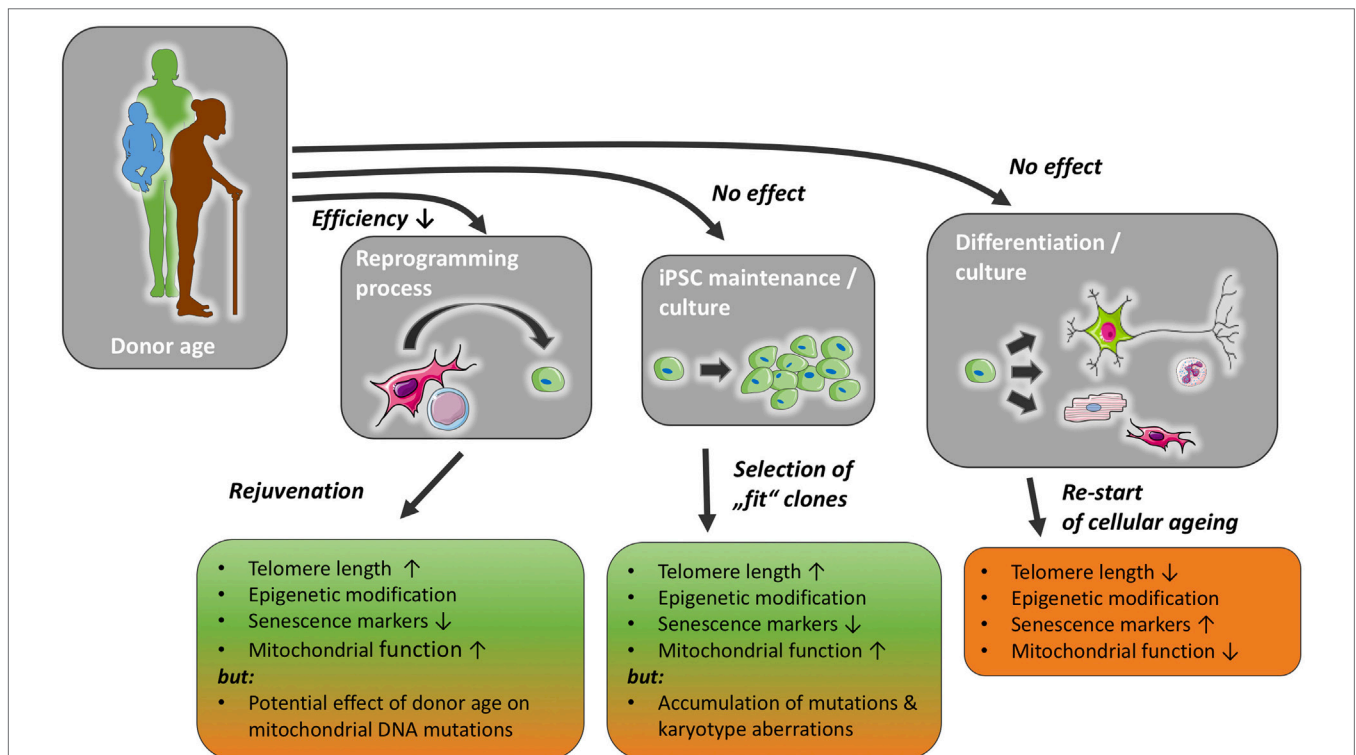 Donor age
Efficiency ↓
No effect
No effect
Reprogramming
process
iPSC maintenance /
culture
Differentiation /
culture
Rejuvenation
Selection of
„fit“ clones
Re-start
of cellular ageing
• Telomere length ↑
• Epigenetic modification
• Senescence markers ↓
• Mitochondrial function ↑
but:
• Potential effect of donor age on
mitochondrial DNA mutations
• Telomere length ↑
• Epigenetic modification
• Senescence markers ↓
• Mitochondrial function ↑
but:
• Accumulation of mutations &
karyotype aberrations
• Telomere length ↓
• Epigenetic modification
• Senescence markers ↑
• Mitochondrial function ↓